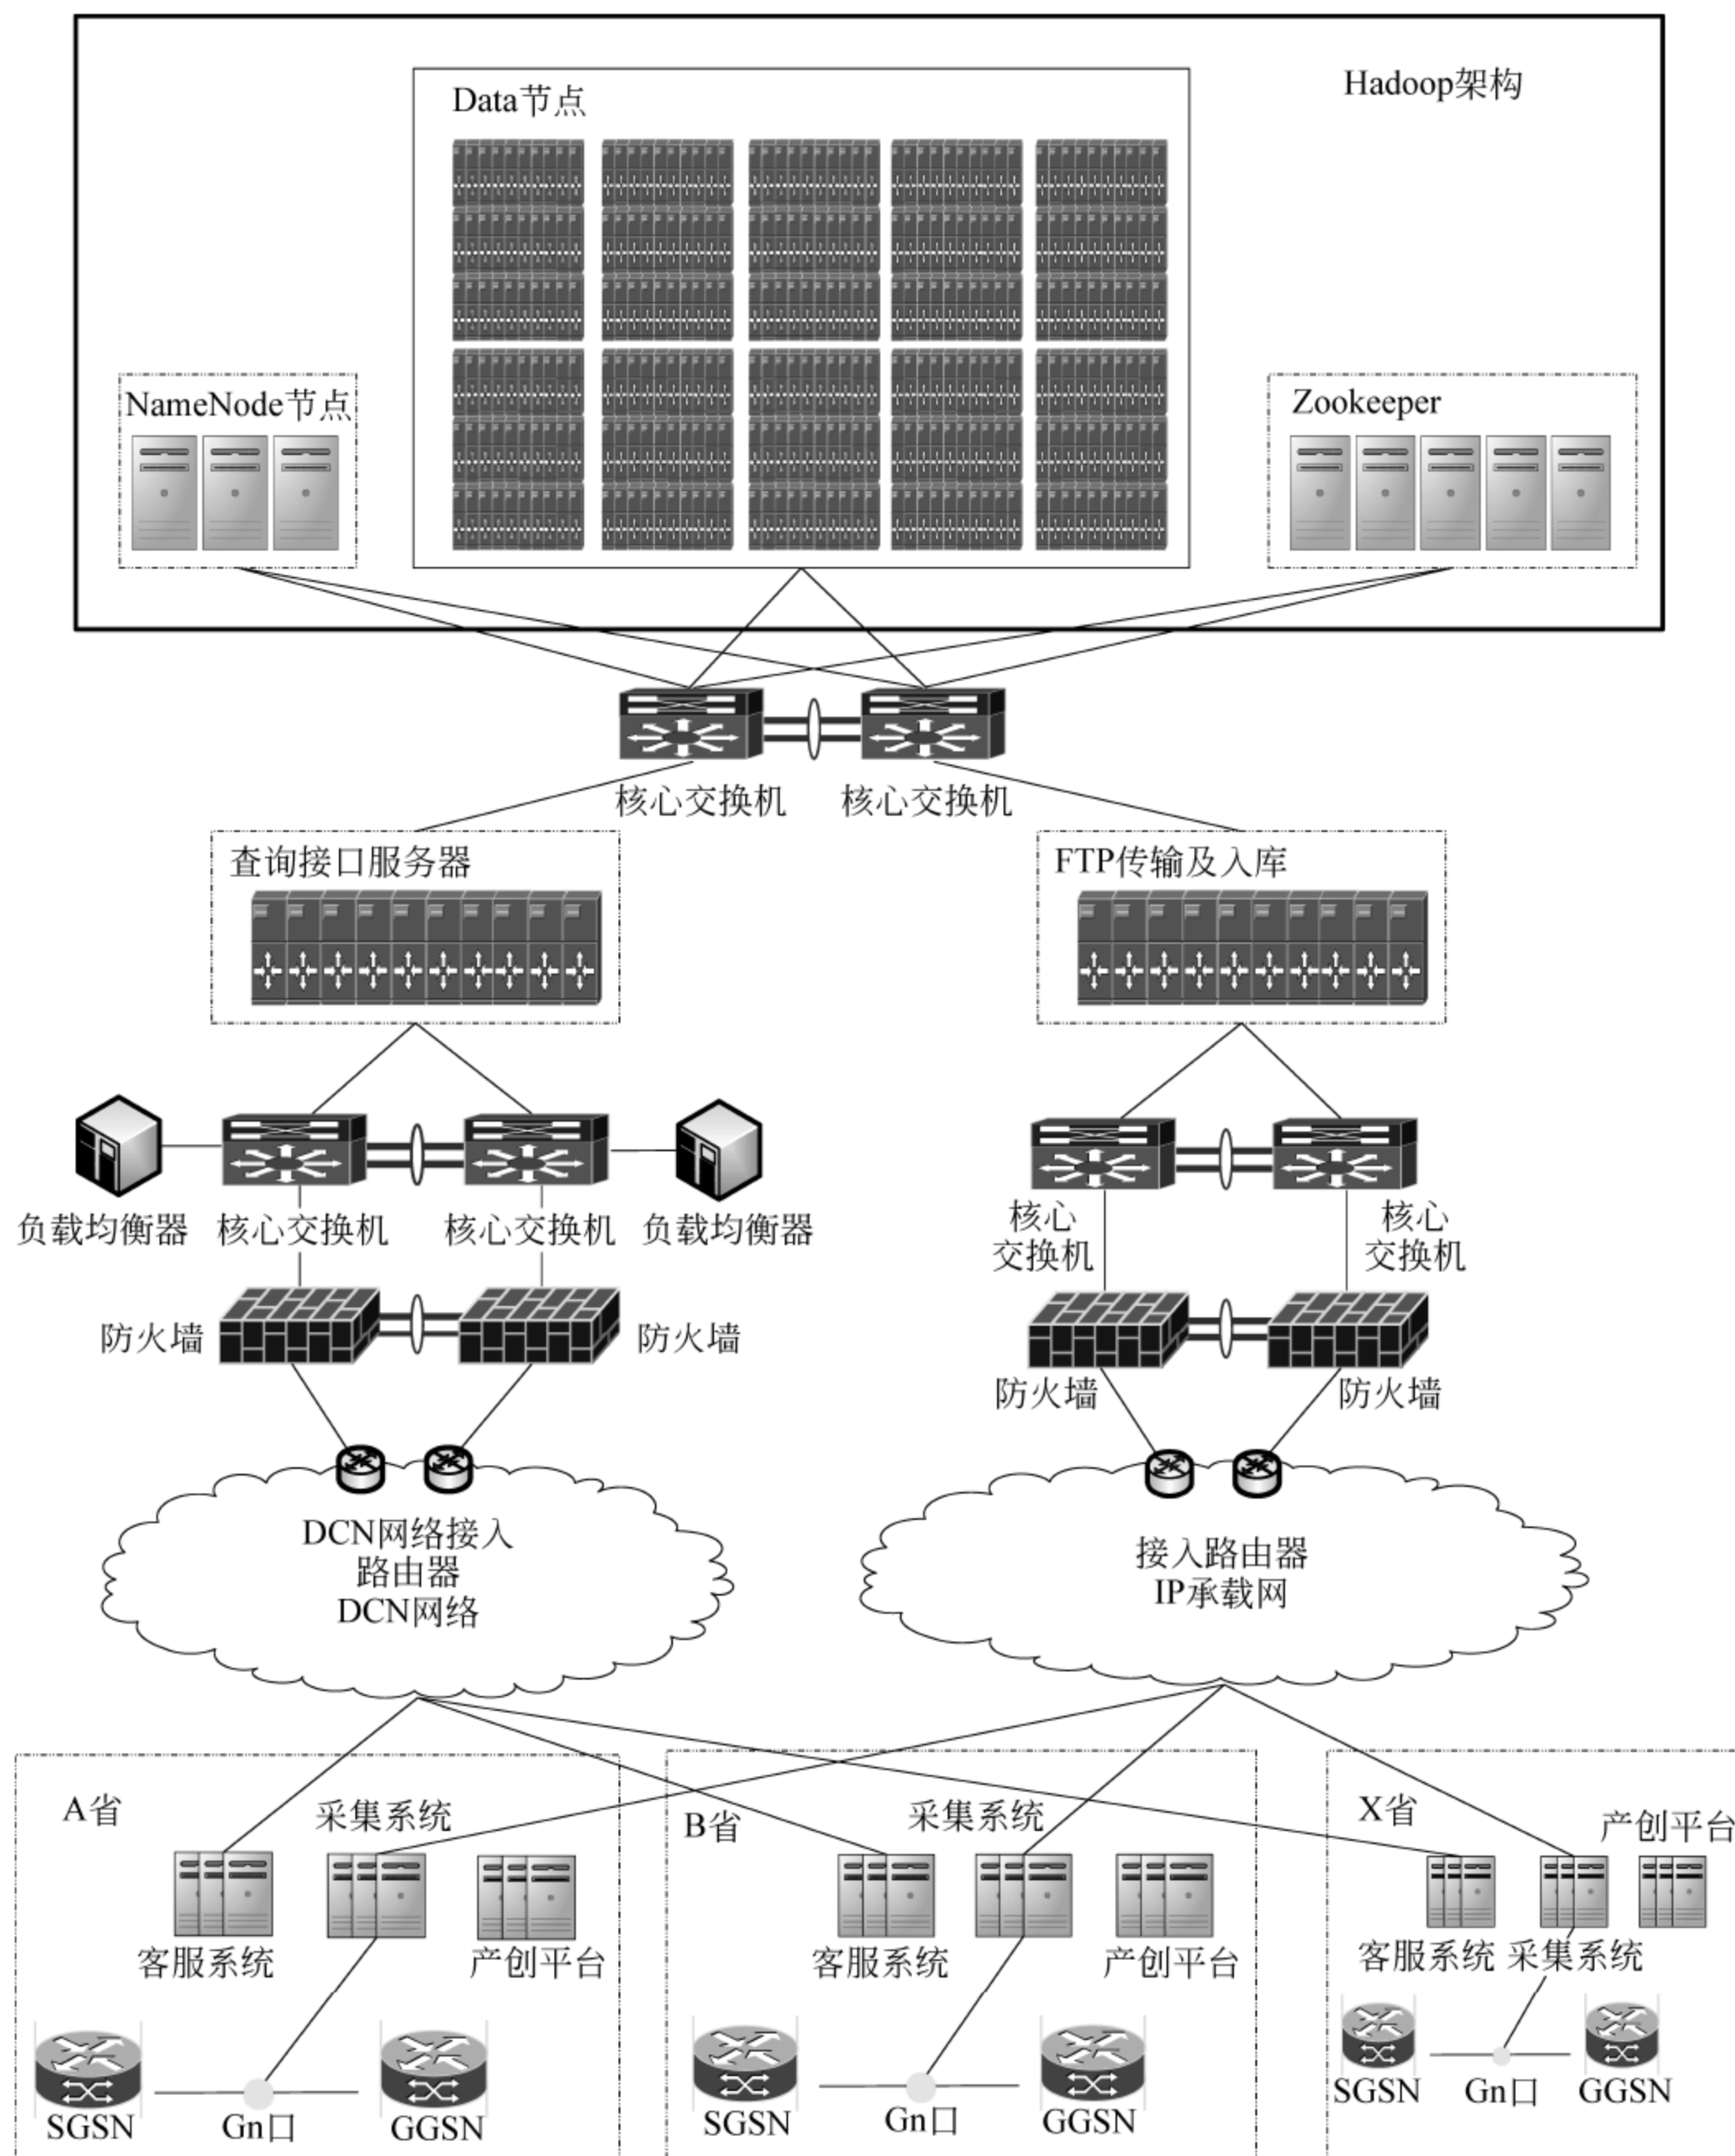 Hadoop架构
Data节点
NameNode节点
Zookeeper
核心交换机
核心交换机
查询接口服务器
FTP传输及入库
负载均衡器
核心交换机
核心交换机
负载均衡器
核心
交换机
核心
交换机
防火墙
防火墙
防火墙
防火墙
DCN网络接入
路由器
DCN网络
接入路由器
IP承载网
A省
采集系统
客服系统
产创平台
SGSN
Gn口
GGSN
B省
采集系统
客服系统
产创平台
SGSN
Gn口
GGSN
X省
产创平台
客服系统
采集系统
SGSN
Gn口
GGSN